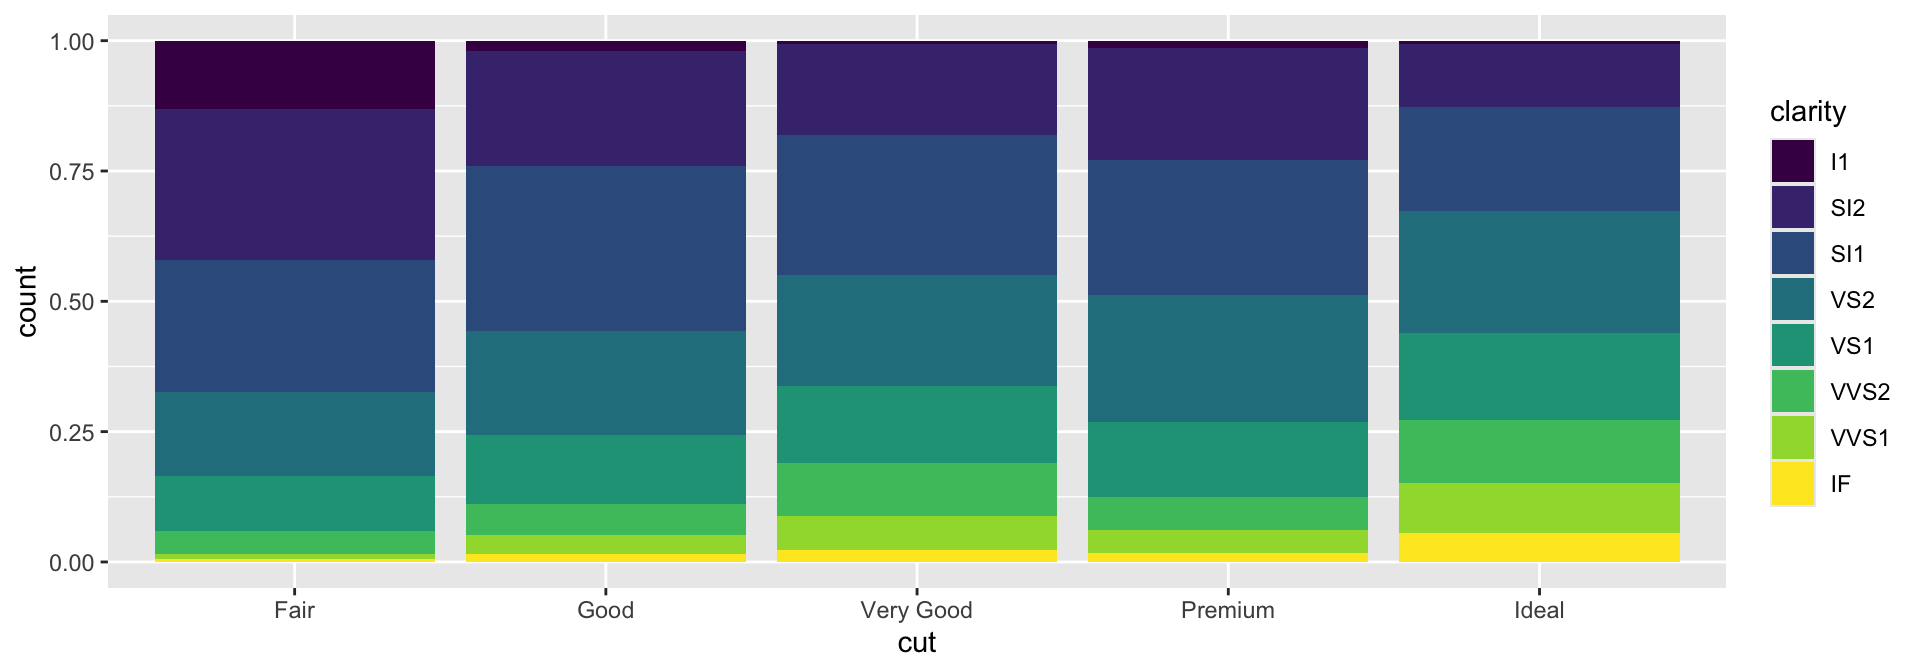 1.00
0.75
0.50
0.25
0.00
count
Fair Good Very Good Premium Ideal
cut
clarity
I1
SI2
SI1
VS2
VS1
VVS2
VVS1
IF